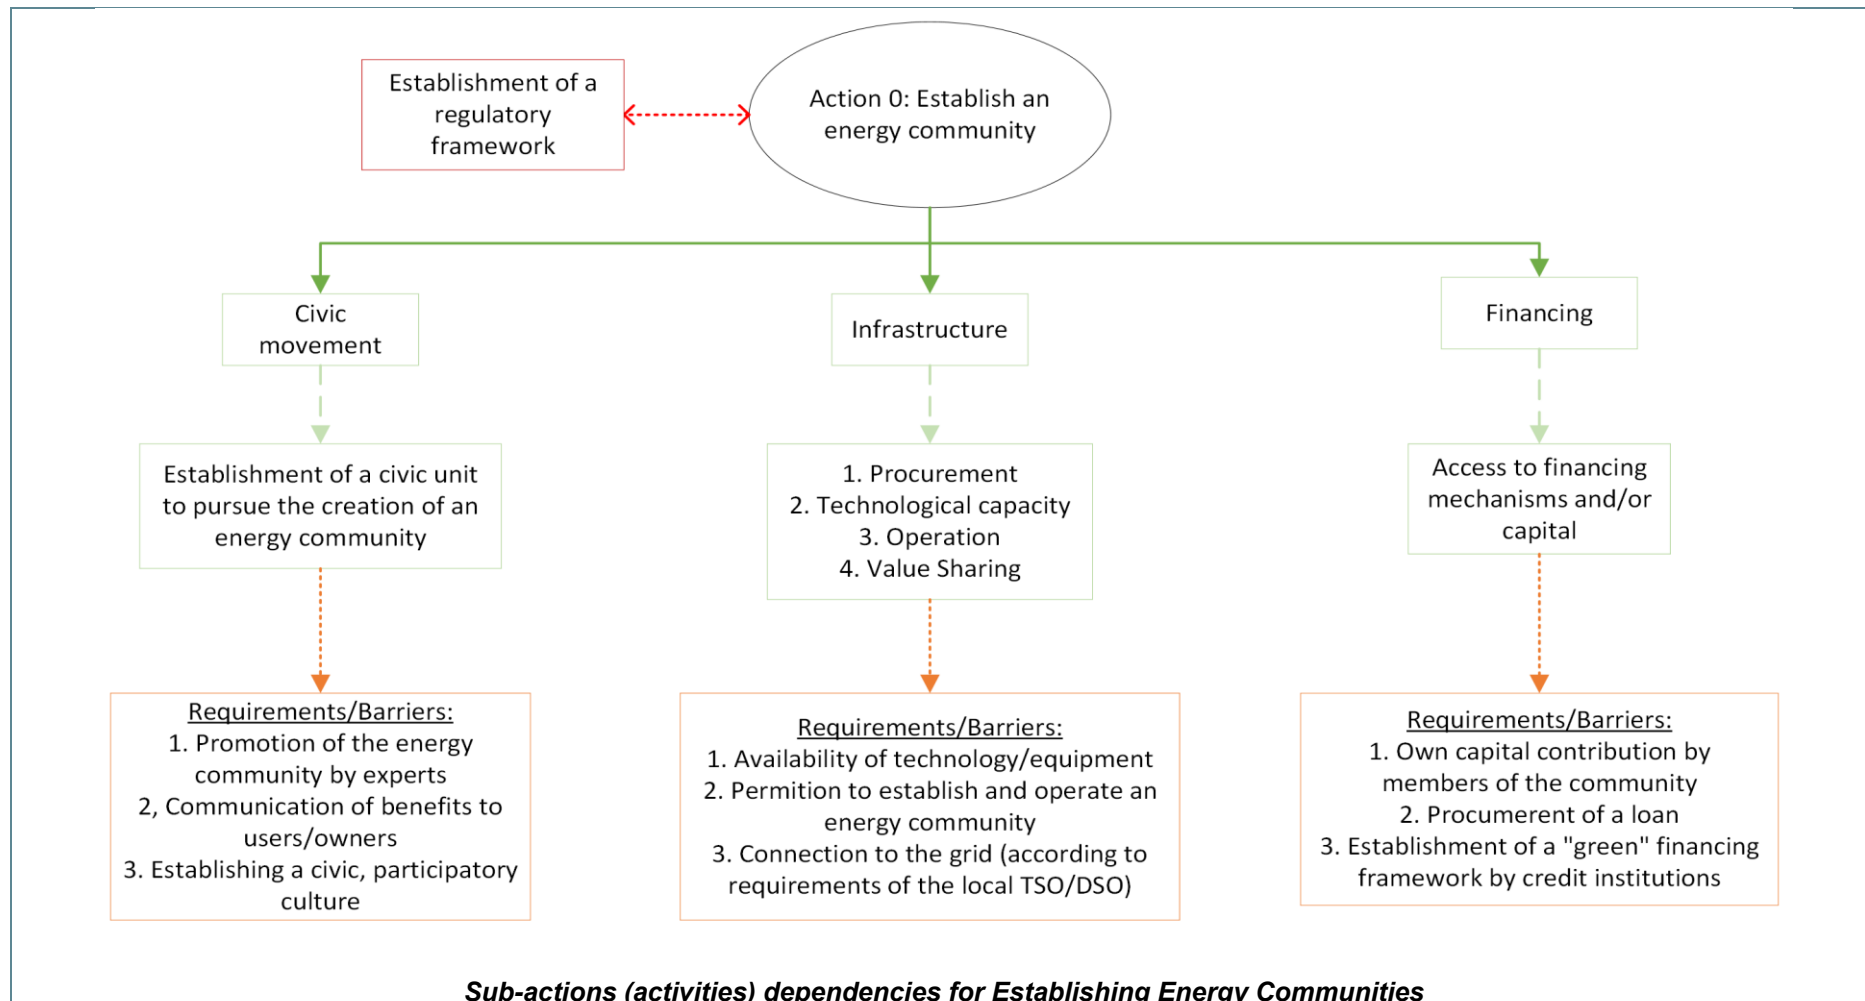 Establishment of a
regulatory
framework
Action 0: Establish an
energy community
Civic
movement
Infrastructure
Financing
Establishment of a civic unit
to pursue the creation of an
energy community
1. Procurement
2. Technological capacity
3. Operation
4. Value Sharing
Access to financing
mechanisms and/or
capital
Requirements/Barriers:
1. Promotion of the energy
community by experts
2, Communication of benefits to
users/owners
3. Establishing a civic, participatory
culture
Requirements/Barriers:
1. Availability of technology/equipment
2. Permition to establish and operate an
energy community
3. Connection to the grid (according to
requirements of the local TSO/DSO)
Requirements/Barriers:
1. Own capital contribution by
members of the community
2. Procumerent of a loan
3. Establishment of a "green" financing
framework by credit institutions
Sub-actions (activities) dependencies for Establishing Energy Communities